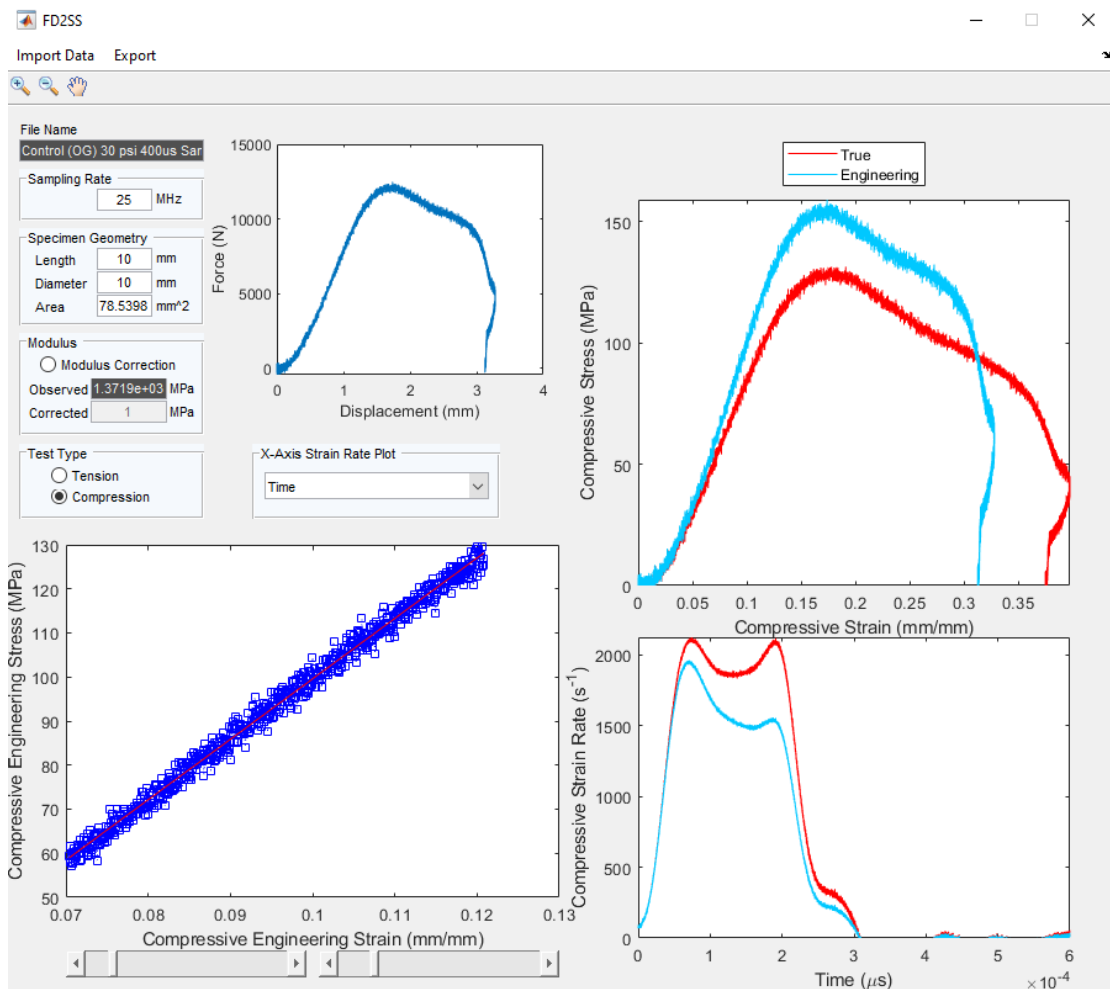 FD2SS
Import Data Export
File Name
Control (OG) 30 psi 400us Sar
Sampling Rate
25 MHz
Specimen Geometry
Length 10 mm
Diameter 10 mm
Area 78.5398 mm^2
Modulus
Modulus Correction
Observed 1.3719e+03 MPa
Corrected 1 MPa
Test Type
Tension
Compression
15000
10000
5000
0
Force (N)
0 1 2 3 4
Displacement (mm)
X-Axis Strain Rate Plot
Time
True
Engineering
150
100
50
0
Compressive Stress (MPa)
0 0.05 0.1 0.15 0.2 0.25 0.3 0.35
Compressive Strain (mm/mm)
130
120
110
100
90
80
70
60
50
Compressive Engineering Stress (MPa)
0.07 0.08 0.09 0.1 0.11 0.12 0.13
Compressive Engineering Strain (mm/mm)
2000
1500
1000
500
0
Compressive Strain Rate (s⁻¹)
0 1 2 3 4 5 6
Time (μs)
×10⁻⁴